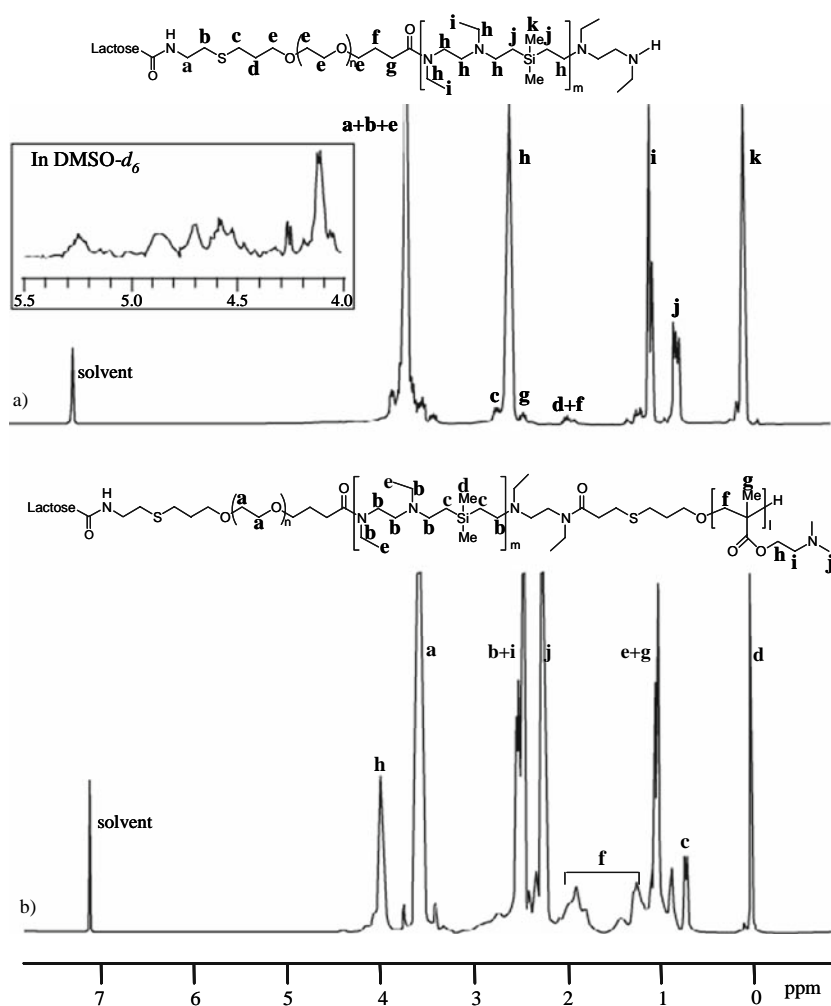 b c e e f O i h k j j
Lactose N H S O O n N N Si Me Me m N N H
O a d e e g N h h h h
h i
a+b+e
h i k
In DMSO-d6
5.5 5.0 4.5 4.0
j
solvent
a) c g d+f
g
H O e b d f Me H
Lactose N S a O O n O N b N c Me c N N O S O l
O a b b Si b m O O N
b e Me h i j
a b+i j e+g d
h
solvent
c
f
b)
7 6 5 4 3 2 1 0 ppm